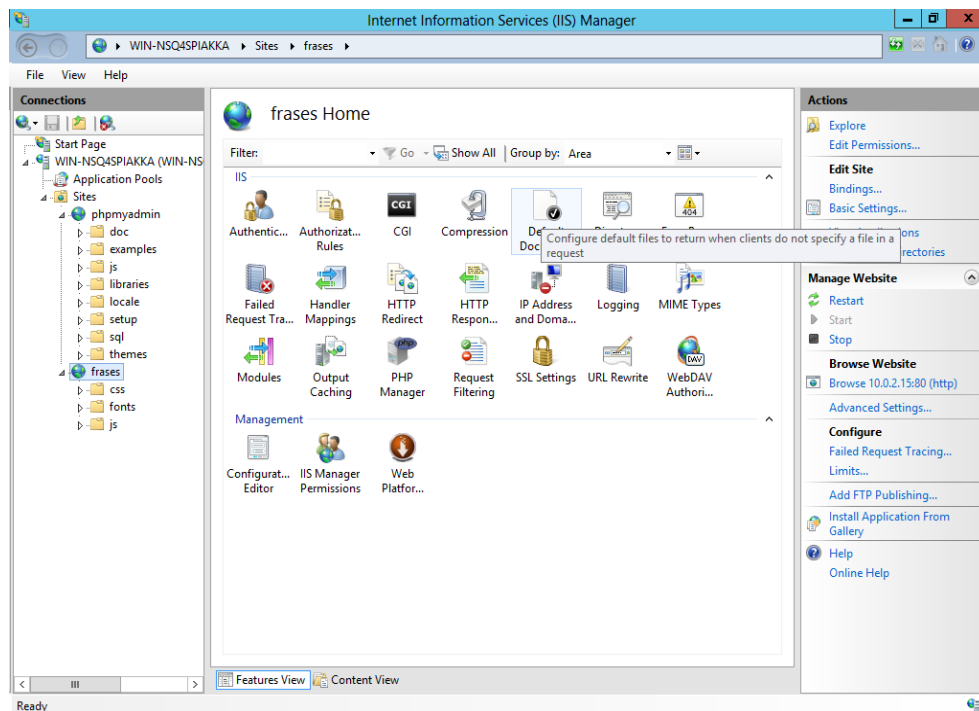 Internet Information Services (IIS) Manager
WIN-NSQ4SPIAKKA Sites frases
File View Help
Connections
Start Page
WIN-NSQ4SPIAKKA (WIN-NS
Application Pools
Sites
phpmyadmin
doc
examples
js
libraries
locale
setup
sql
themes
frases
css
fonts
js
frases Home
Filter: Go Show All Group by: Area
IIS
Authentic... Authorizat... CGI Compression
Rules
Configure default files to return when clients do not specify a file in a
request
Failed Handler HTTP HTTP IP Address Logging MIME Types
Request Tra... Mappings Redirect Respon... and Doma...
Modules Output PHP Request SSL Settings URL Rewrite WebDAV
Caching Manager Filtering Authori...
Management
Configurat... IIS Manager Web
Editor Permissions Platfor...
Features View Content View
Actions
Explore
Edit Permissions...
Edit Site
Bindings...
Basic Settings...
Manage Website
Restart
Start
Stop
Browse Website
Browse 10.0.2.15:80 (http)
Advanced Settings...
Configure
Failed Request Tracing...
Limits...
Add FTP Publishing...
Install Application From
Gallery
Help
Online Help
Ready